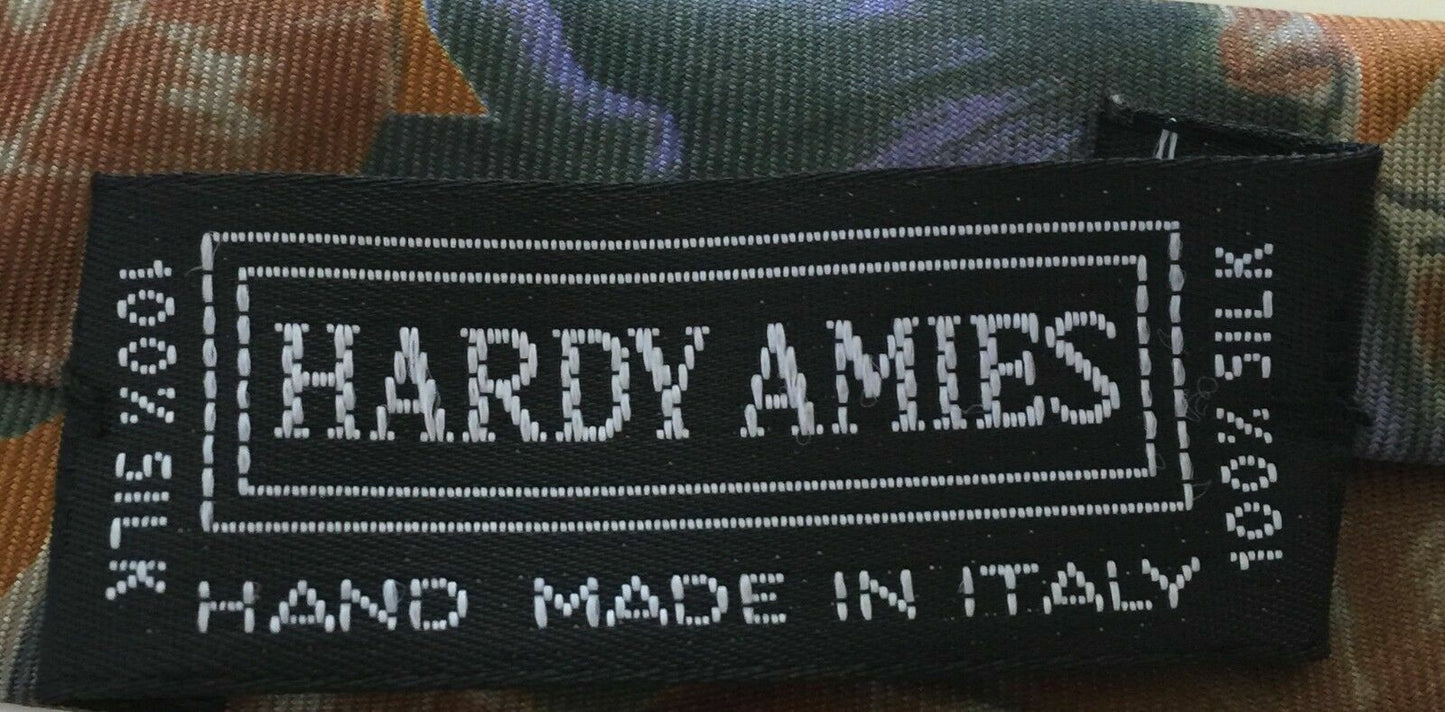 HARDY AMIES
HAND MADE IN ITALY
100% SILK
100% SILK